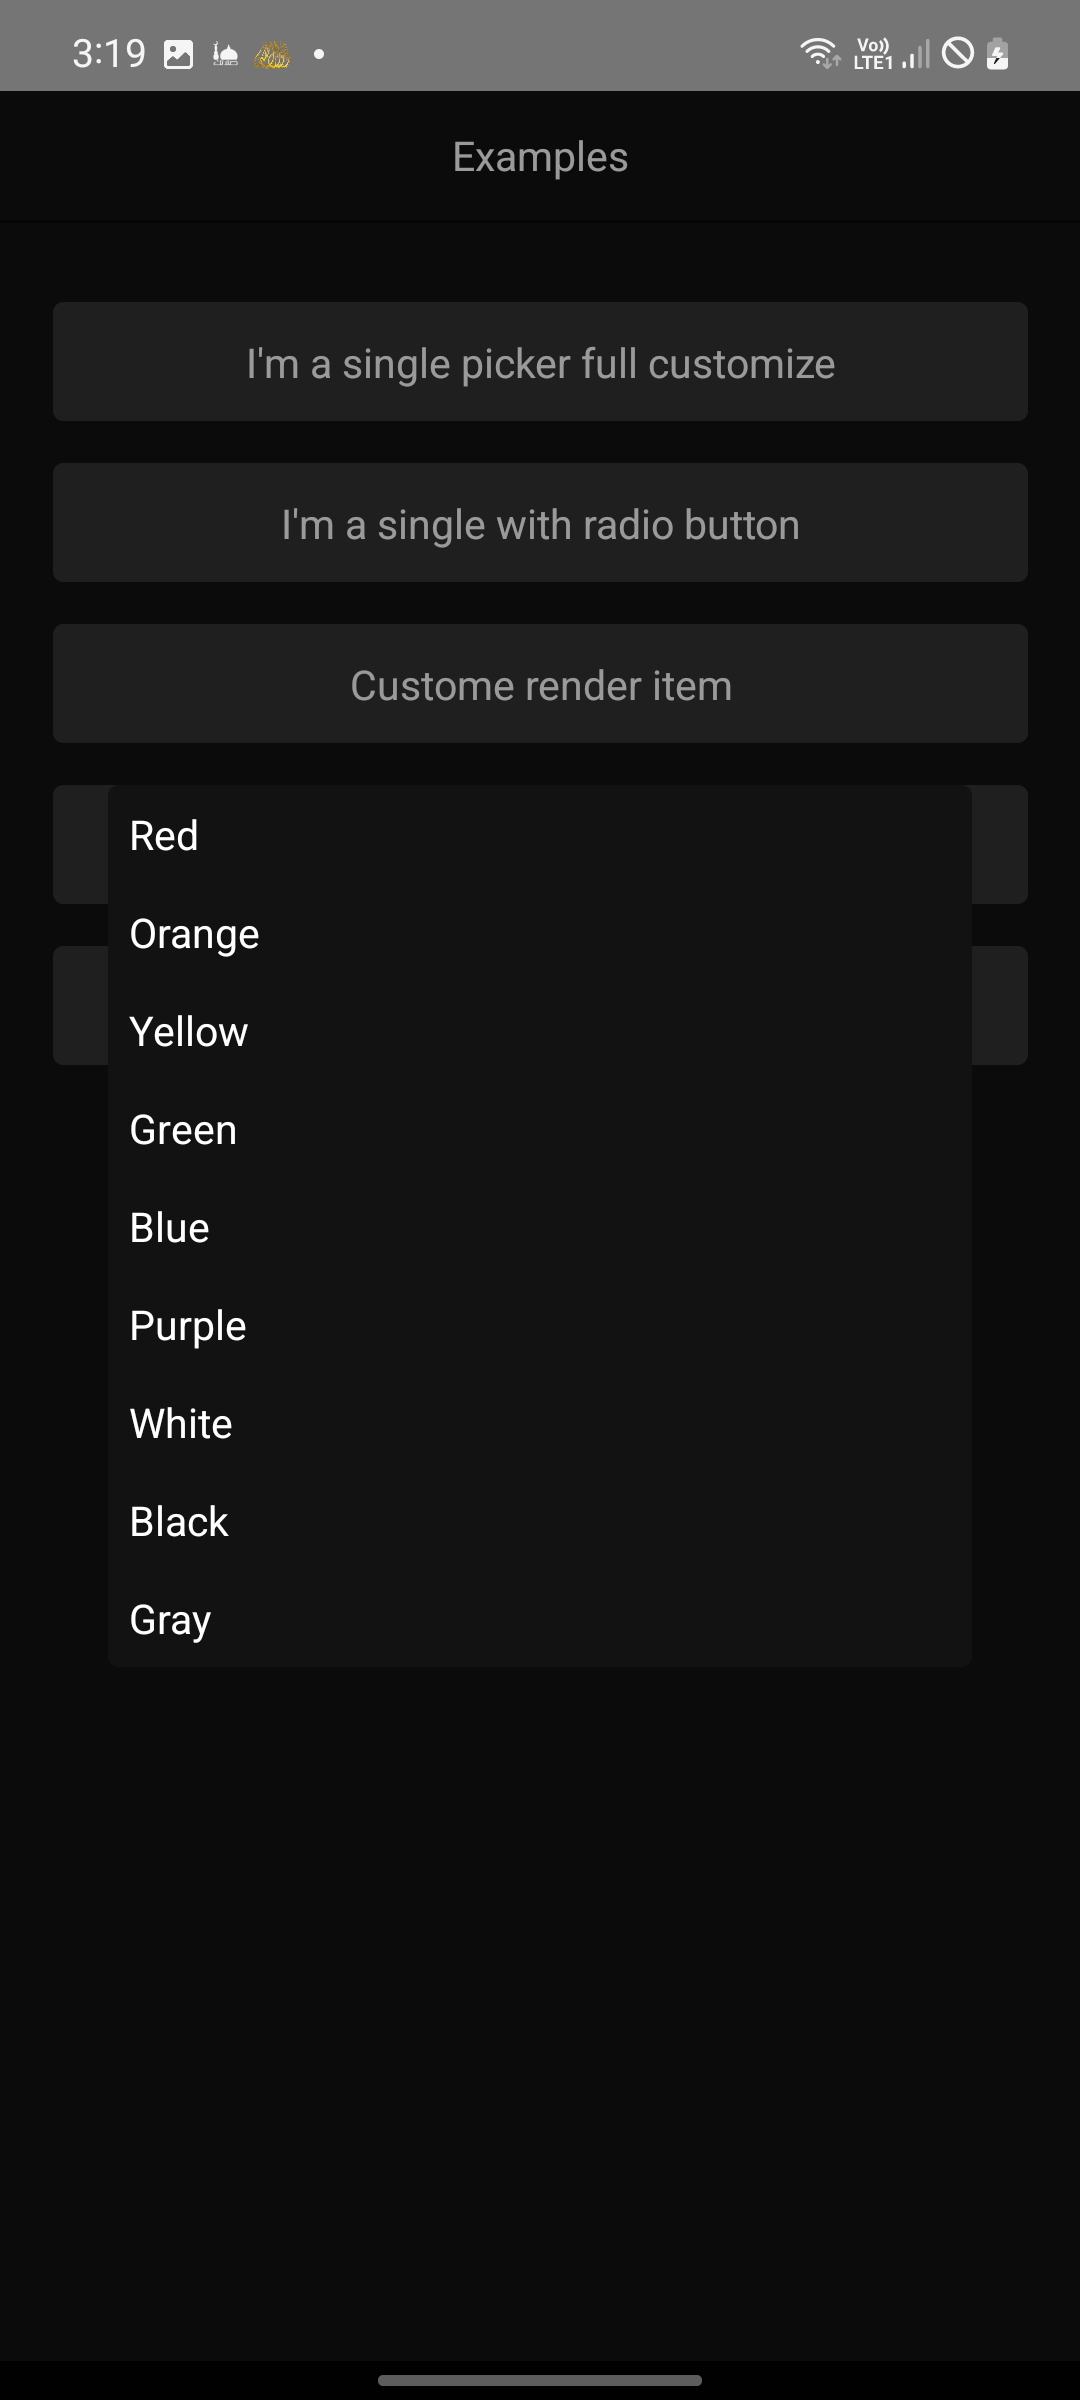 3:19
Vo))
LTE1
Examples
I'm a single picker full customize
I'm a single with radio button
Custome render item
Red
Orange
Yellow
Green
Blue
Purple
White
Black
Gray